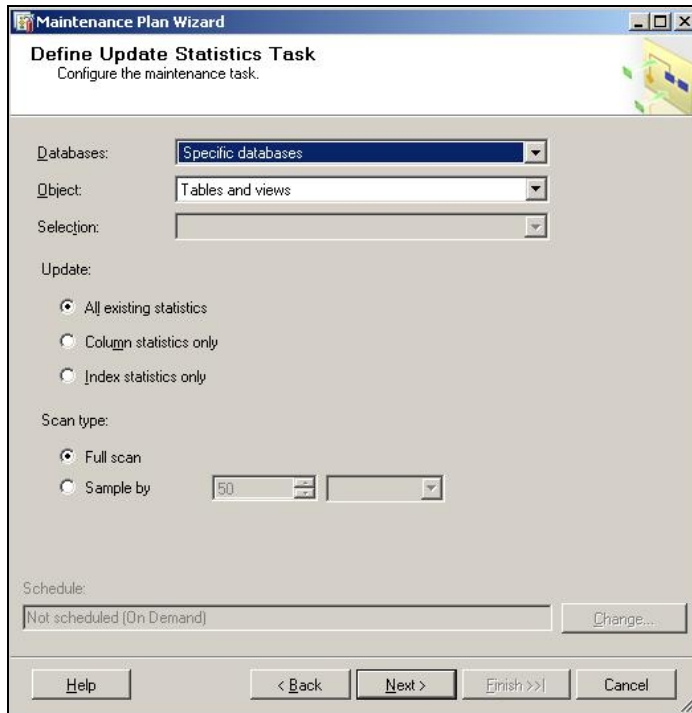 Maintenance Plan Wizard
Define Update Statistics Task
Configure the maintenance task.
Databases: Specific databases
Object: Tables and views
Selection:
Update:
All existing statistics
Column statistics only
Index statistics only
Scan type:
Full scan
Sample by 50
Schedule:
Not scheduled (On Demand) Change...
Help < Back Next > Finish >>| Cancel